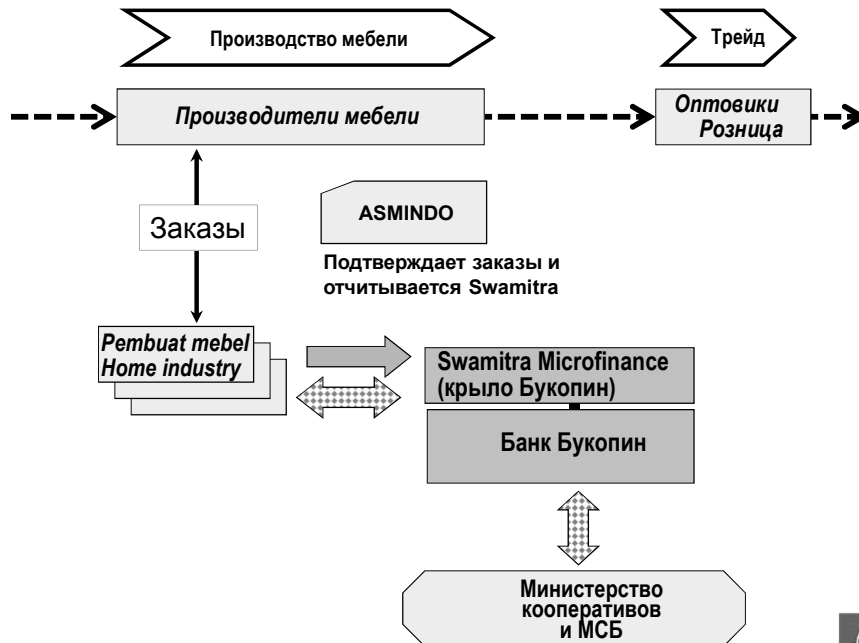 Производство мебели
Трейд
Производители мебели
Оптовики
Розница
Заказы
ASMINDO
Подтверждает заказы и
отчитывается Swamitra
Pembuat mebel
Home industry
Swamitra Microfinance
(крыло Букопин)
Банк Букопин
Министерство
кооперативов
и МСБ